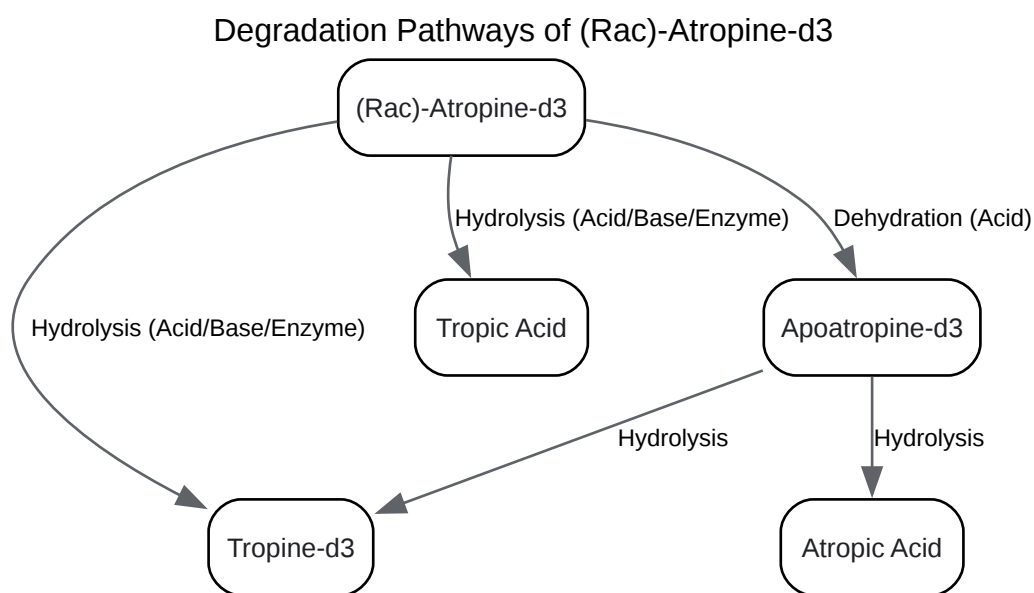 Degradation Pathways of (Rac)-Atropine-d3
(Rac)-Atropine-d3
Hydrolysis (Acid/Base/Enzyme)
Dehydration (Acid)
Hydrolysis (Acid/Base/Enzyme)
Tropic Acid
Apoatropine-d3
Hydrolysis
Hydrolysis
Tropine-d3
Atropic Acid